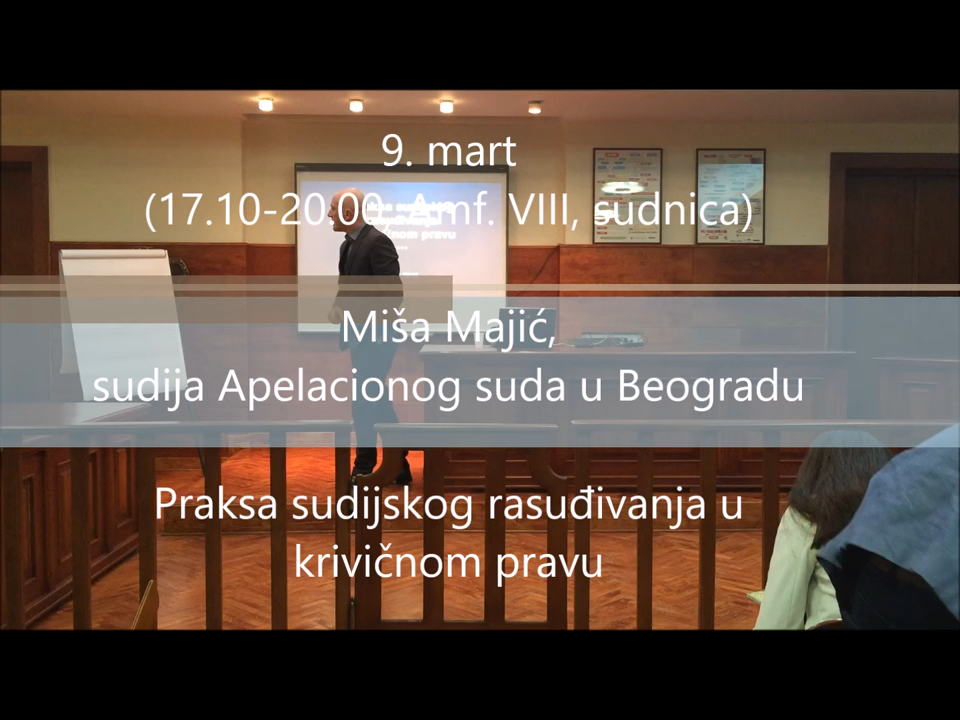 9. mart
(17.10-20.00, Amf. VIII, sudnica)
Miša Majić,
sudija Apelacionog suda u Beogradu
Praksa sudijskog rasuđivanja u
krivičnom pravu